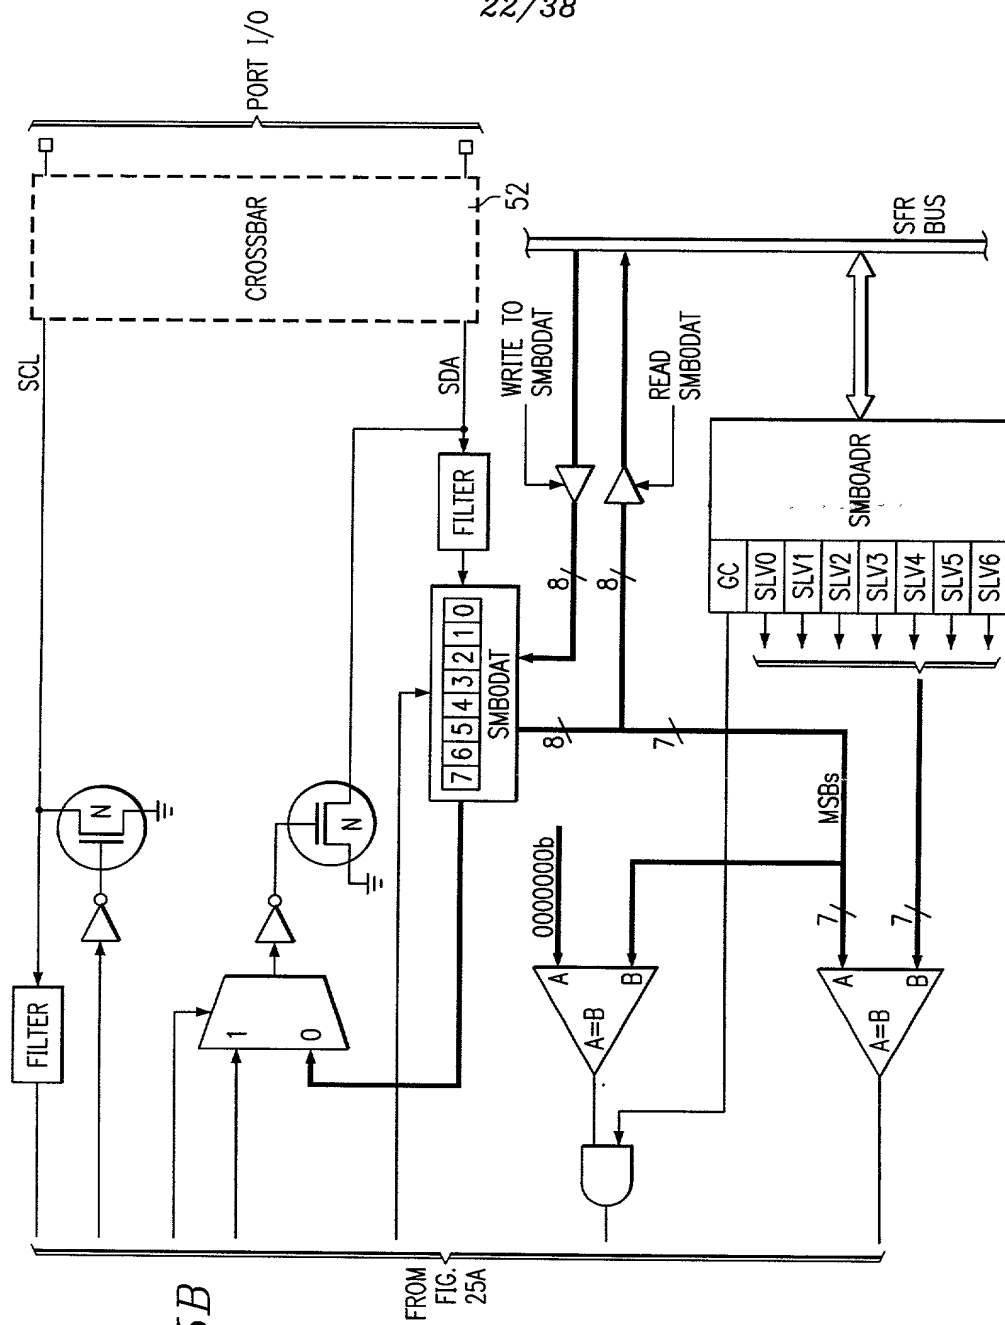 22/38
PORT I/O
CROSSBAR
52
SCL
SDA
WRITE TO
SMB0DAT
READ
SMB0DAT
SFR
BUS
FILTER
FILTER
8
8
7 6 5 4 3 2 1 0
SMB0DAT
8
7
SMB0ADR
GC
SLV0
SLV1
SLV2
SLV3
SLV4
SLV5
SLV6
N
N
1
0
0000000b
MSBs
7
7
A
B
A=B
A
B
A=B
FROM
FIG.
25A
5B